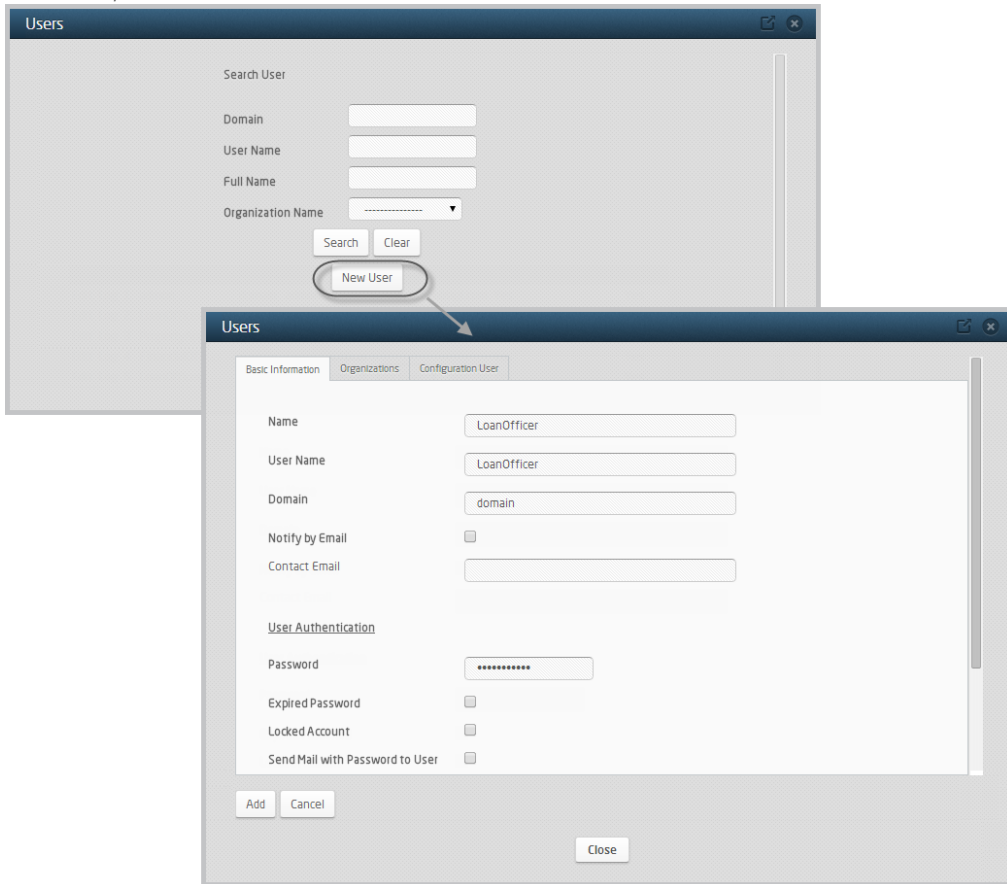 Users
Search User
Domain
User Name
Full Name
Organization Name --------------
Search Clear
New User
Users
Basic Information Organizations Configuration User
Name LoanOfficer
User Name LoanOfficer
Domain domain
Notify by Email
Contact Email
User Authentication
Password •••••••••••
Expired Password
Locked Account
Send Mail with Password to User
Add Cancel
Close